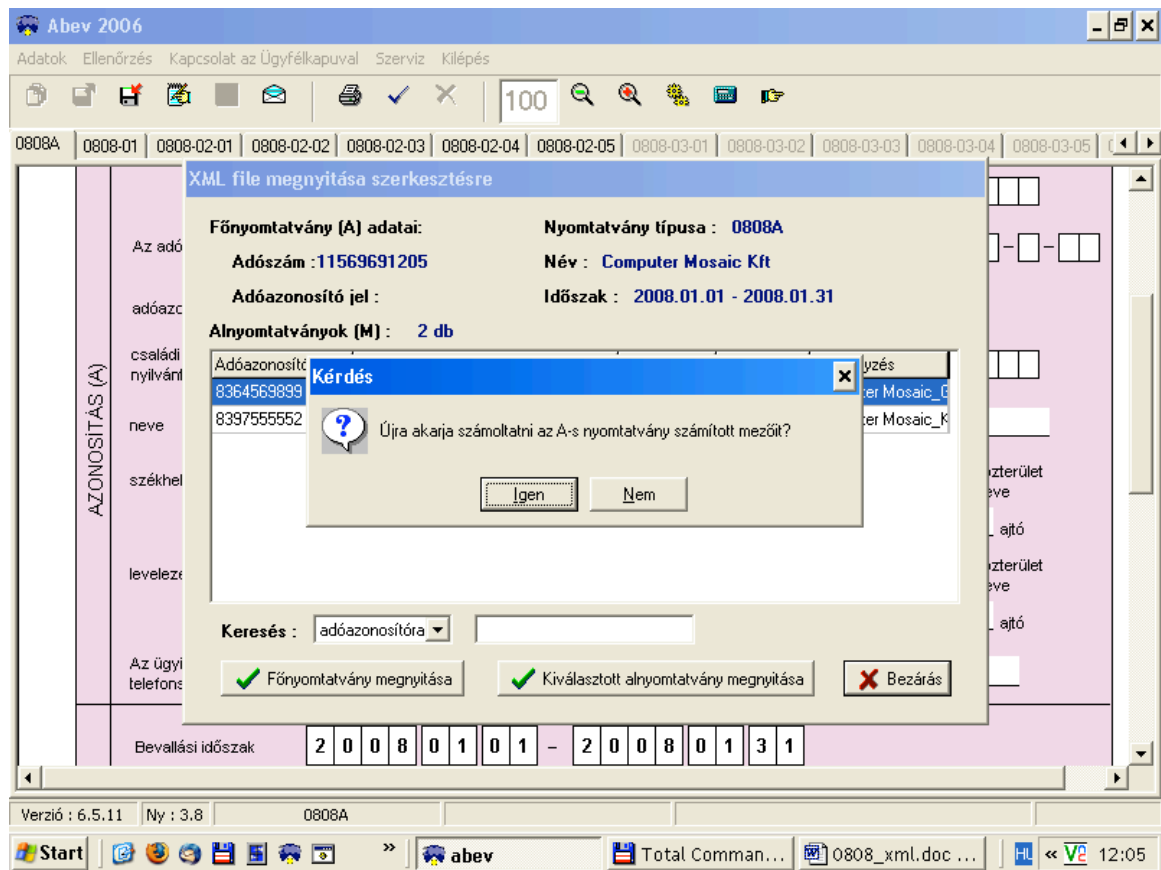 Abev 2006
Adatok Ellenőrzés Kapcsolat az Ügyfélkapuval Szerviz Kilépés
100
0808A 0808-01 0808-02-01 0808-02-02 0808-02-03 0808-02-04 0808-02-05 0808-03-01 0808-03-02 0808-03-03 0808-03-04 0808-03-05
XML file megnyitása szerkesztésre
Főnyomtatvány (A) adatai: Nyomtatvány típusa : 0808A
Az adó
Adószám :11569691205 Név : Computer Mosaic Kft
Adóazonosító jel : Időszak : 2008.01.01 - 2008.01.31
adóazo
Alnyomtatványok (M) : 2 db
családi
nyilvánt
AZONOSÍTÁS (A)
Adóazonosító yzés
Kérdés
8364569899 ter Mosaic_G
8397555552 ter Mosaic_K
neve
Újra akarja számoltatni az A-s nyomtatvány számított mezőit?
székhel
özterület
eve
Igen Nem
ajtó
levelezé
özterület
eve
ajtó
Keresés : adóazonosítóra
Az ügyi
telefons
Főnyomtatvány megnyitása Kiválasztott alnyomtatvány megnyitása Bezárás
Bevallási időszak 2 0 0 8 0 1 0 1 – 2 0 0 8 0 1 3 1
Verzió : 6.5.11 Ny : 3.8 0808A
Start » abev Total Comman... 0808_xml.doc ... HU « 12:05